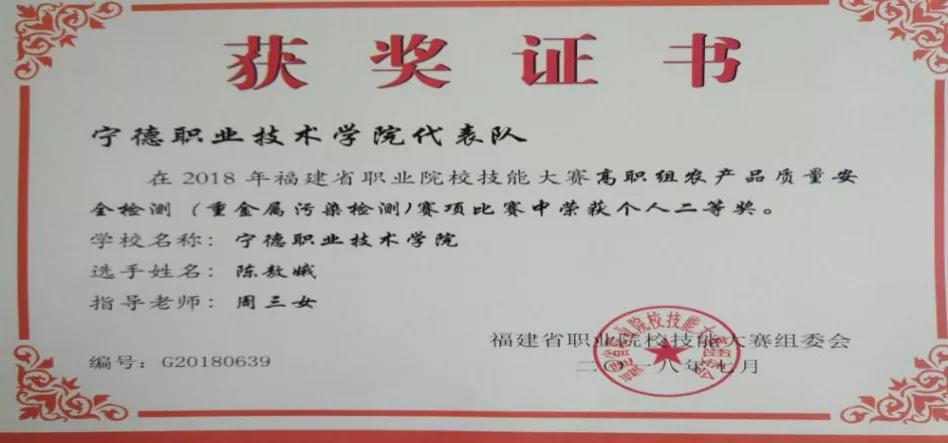 获奖证书
宁德职业技术学院代表队
在2018年福建省职业院校技能大赛高职组农产品质量安
全检测(重金属污染检测)赛项比赛中荣获个人二等奖。
学校名称:宁德职业技术学院
选手姓名:陈敖娥
指导老师:周三女
福建省职业院校技能大赛组委会
二〇一八年七月
编号:G20180639